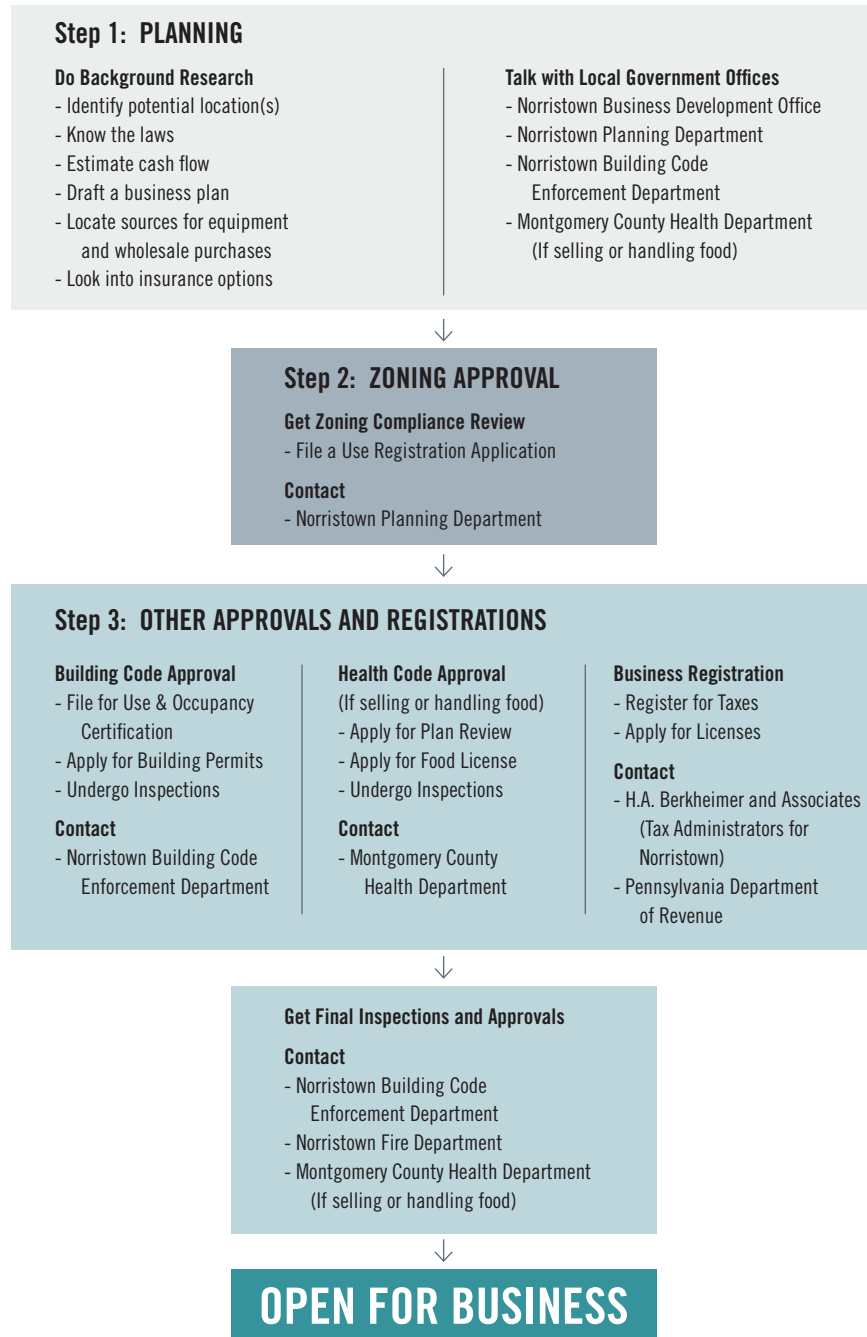 Step 1: PLANNING
Do Background Research
- Identify potential location(s)
- Know the laws
- Estimate cash flow
- Draft a business plan
- Locate sources for equipment
and wholesale purchases
- Look into insurance options
Talk with Local Government Offices
- Norristown Business Development Office
- Norristown Planning Department
- Norristown Building Code
Enforcement Department
- Montgomery County Health Department
(If selling or handling food)
Step 2: ZONING APPROVAL
Get Zoning Compliance Review
- File a Use Registration Application
Contact
- Norristown Planning Department
Step 3: OTHER APPROVALS AND REGISTRATIONS
Building Code Approval
- File for Use & Occupancy
Certification
- Apply for Building Permits
- Undergo Inspections
Contact
- Norristown Building Code
Enforcement Department
Health Code Approval
(If selling or handling food)
- Apply for Plan Review
- Apply for Food License
- Undergo Inspections
Contact
- Montgomery County
Health Department
Business Registration
- Register for Taxes
- Apply for Licenses
Contact
- H.A. Berkheimer and Associates
(Tax Administrators for
Norristown)
- Pennsylvania Department
of Revenue
Get Final Inspections and Approvals
Contact
- Norristown Building Code
Enforcement Department
- Norristown Fire Department
- Montgomery County Health Department
(If selling or handling food)
OPEN FOR BUSINESS